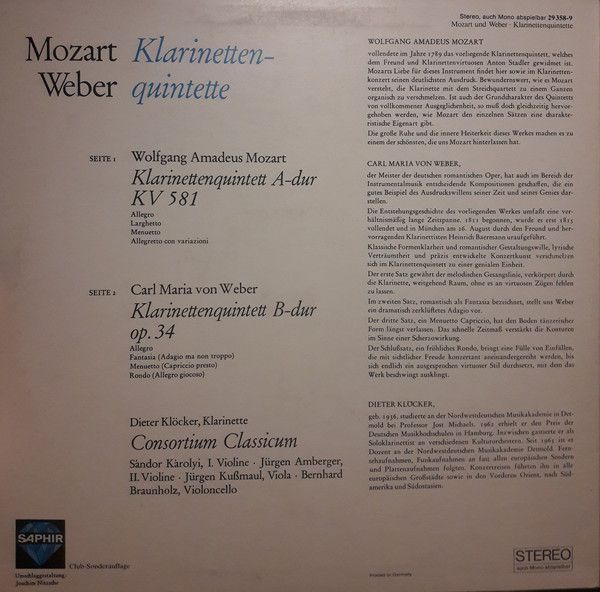 Stereo, auch Mono abspielbar 29358-9
Mozart und Weber · Klarinettenquintette
Mozart Klarinetten-
Weber quintette
SEITE 1 Wolfgang Amadeus Mozart
Klarinettenquintett A-dur
KV 581
Allegro
Larghetto
Menuetto
Allegretto con variazioni
SEITE 2 Carl Maria von Weber
Klarinettenquintett B-dur
op. 34
Allegro
Fantasia (Adagio ma non troppo)
Menuetto (Capriccio presto)
Rondo (Allegro giocoso)
Dieter Klöcker, Klarinette
Consortium Classicum
Sàndor Kàrolyi, I. Violine · Jürgen Amberger,
II. Violine · Jürgen Kußmaul, Viola · Bernhard
Braunholz, Violoncello
WOLFGANG AMADEUS MOZART
vollendete im Jahre 1789 das vorliegende Klarinettenquintett, welches
dem Freund und Klarinettenvirtuosen Anton Stadler gewidmet ist.
Mozarts Liebe für dieses Instrument findet hier sowie im Klarinetten-
konzert seinen deutlichsten Ausdruck. Bewundernswert, wie es Mozart
versteht, die Klarinette mit dem Streichquartett zu einem Ganzen
organisch zu verschmelzen. Ist auch der Grundcharakter des Quintetts
von vollkommener Ausgeglichenheit, so muß doch gleichzeitig hervor-
gehoben werden, wie Mozart den einzelnen Sätzen eine charakte-
ristische Eigenart gibt.
Die große Ruhe und die innere Heiterkeit dieses Werkes machen es zu
einem der schönsten, die uns Mozart hinterlassen hat.
CARL MARIA VON WEBER,
der Meister der deutschen romantischen Oper, hat auch im Bereich der
Instrumentalmusik entscheidende Kompositionen geschaffen, die ein
gutes Beispiel des Ausdruckswillens seiner Zeit und seines Genies dar-
stellen.
Die Entstehungsgeschichte des vorliegenden Werkes umfaßt eine ver-
hältnismäßig lange Zeitspanne. 1811 begonnen, wurde es erst 1815
vollendet und in München am 26. August durch den Freund und her-
vorragenden Klarinettisten Heinrich Baermann uraufgeführt.
Klassische Formenklarheit und romantischer Gestaltungswille, lyrische
Verträumtheit und präzis entwickelte Konzertkunst verschmelzen
sich im Klarinettenquintett zu einer genialen Einheit.
Der erste Satz gewährt der melodischen Gesangslinie, verkörpert durch
die Klarinette, weitgehend Raum, ohne es an virtuosen Zügen fehlen
zu lassen.
Im zweiten Satz, romantisch als Fantasia bezeichnet, stellt uns Weber
ein dramatisch zerklüftetes Adagio vor.
Der dritte Satz, ein Menuetto Capriccio, hat den Boden tänzerischer
Form längst verlassen. Das schnelle Zeitmaß verstärkt die Konturen
im Sinne einer Scherzowirkung.
Der Schlußsatz, ein fröhliches Rondo, bringt eine Fülle von Einfällen,
die mit sichtlicher Freude konzertant aneinandergereiht werden, bis
sich endlich ein ausgesprochen virtuoser Stil durchsetzt, mit dem das
Werk beschwingt ausklingt.
DIETER KLÖCKER,
geb. 1936, studierte an der Nordwestdeutschen Musikakademie in Det-
mold bei Professor Jost Michaels. 1962 erhielt er den Preis der
Deutschen Musikhochschulen in Hamburg. Inzwischen gastierte er als
Soloklarinettist an verschiedenen Kulturorchestern. Seit 1965 ist er
Dozent an der Nordwestdeutschen Musikakademie Detmold. Fern-
sehaufnahmen, Funkaufnahmen an fast allen europäischen Sendern
und Plattenaufnahmen folgten. Konzertreisen führten ihn in alle
europäischen Großstädte sowie in den Vorderen Orient, nach Süd-
amerika und Südostasien.
SAPHIR
Club-Sonderauflage
Umschlaggestaltung:
Joachim Nitzsche
Printed in Germany
STEREO
auch Mono abspielbar